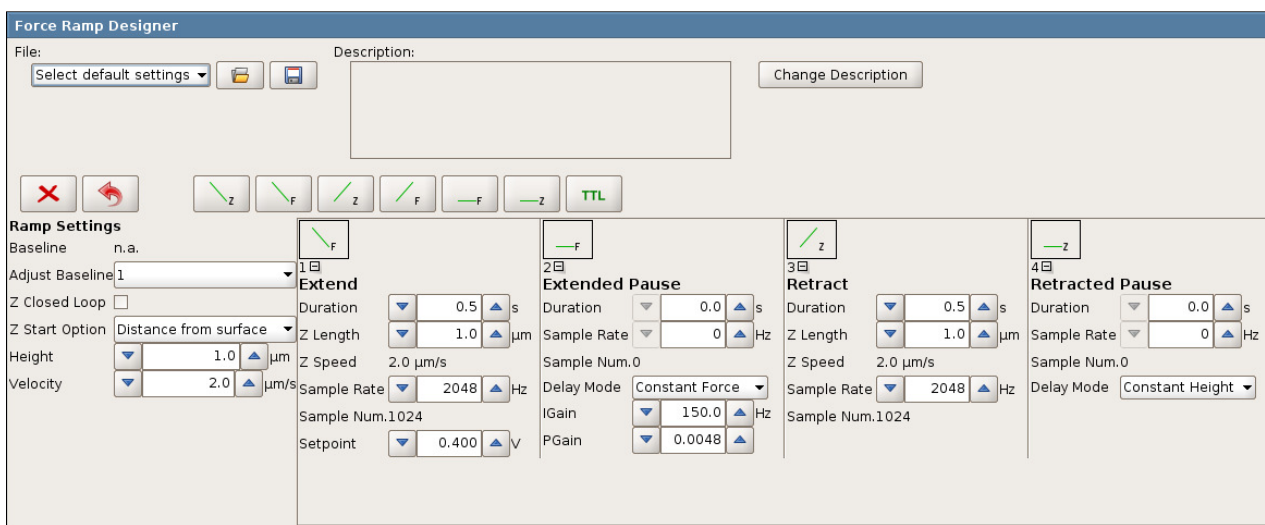 Force Ramp Designer
File:
Description:
Select default settings
Change Description
Z F Z F F Z TTL
Ramp Settings
Baseline n.a.
Adjust Baseline 1
Z Closed Loop
Z Start Option Distance from surface
Height 1.0 µm
Velocity 2.0 µm/s
F
1
Extend
Duration 0.5 s
Z Length 1.0 µm
Z Speed 2.0 µm/s
Sample Rate 2048 Hz
Sample Num.1024
Setpoint 0.400 V
F
2
Extended Pause
Duration 0.0 s
Sample Rate 0 Hz
Sample Num.0
Delay Mode Constant Force
IGain 150.0 Hz
PGain 0.0048
Z
3
Retract
Duration 0.5 s
Z Length 1.0 µm
Z Speed 2.0 µm/s
Sample Rate 2048 Hz
Sample Num.1024
Z
4
Retracted Pause
Duration 0.0 s
Sample Rate 0 Hz
Sample Num.0
Delay Mode Constant Height